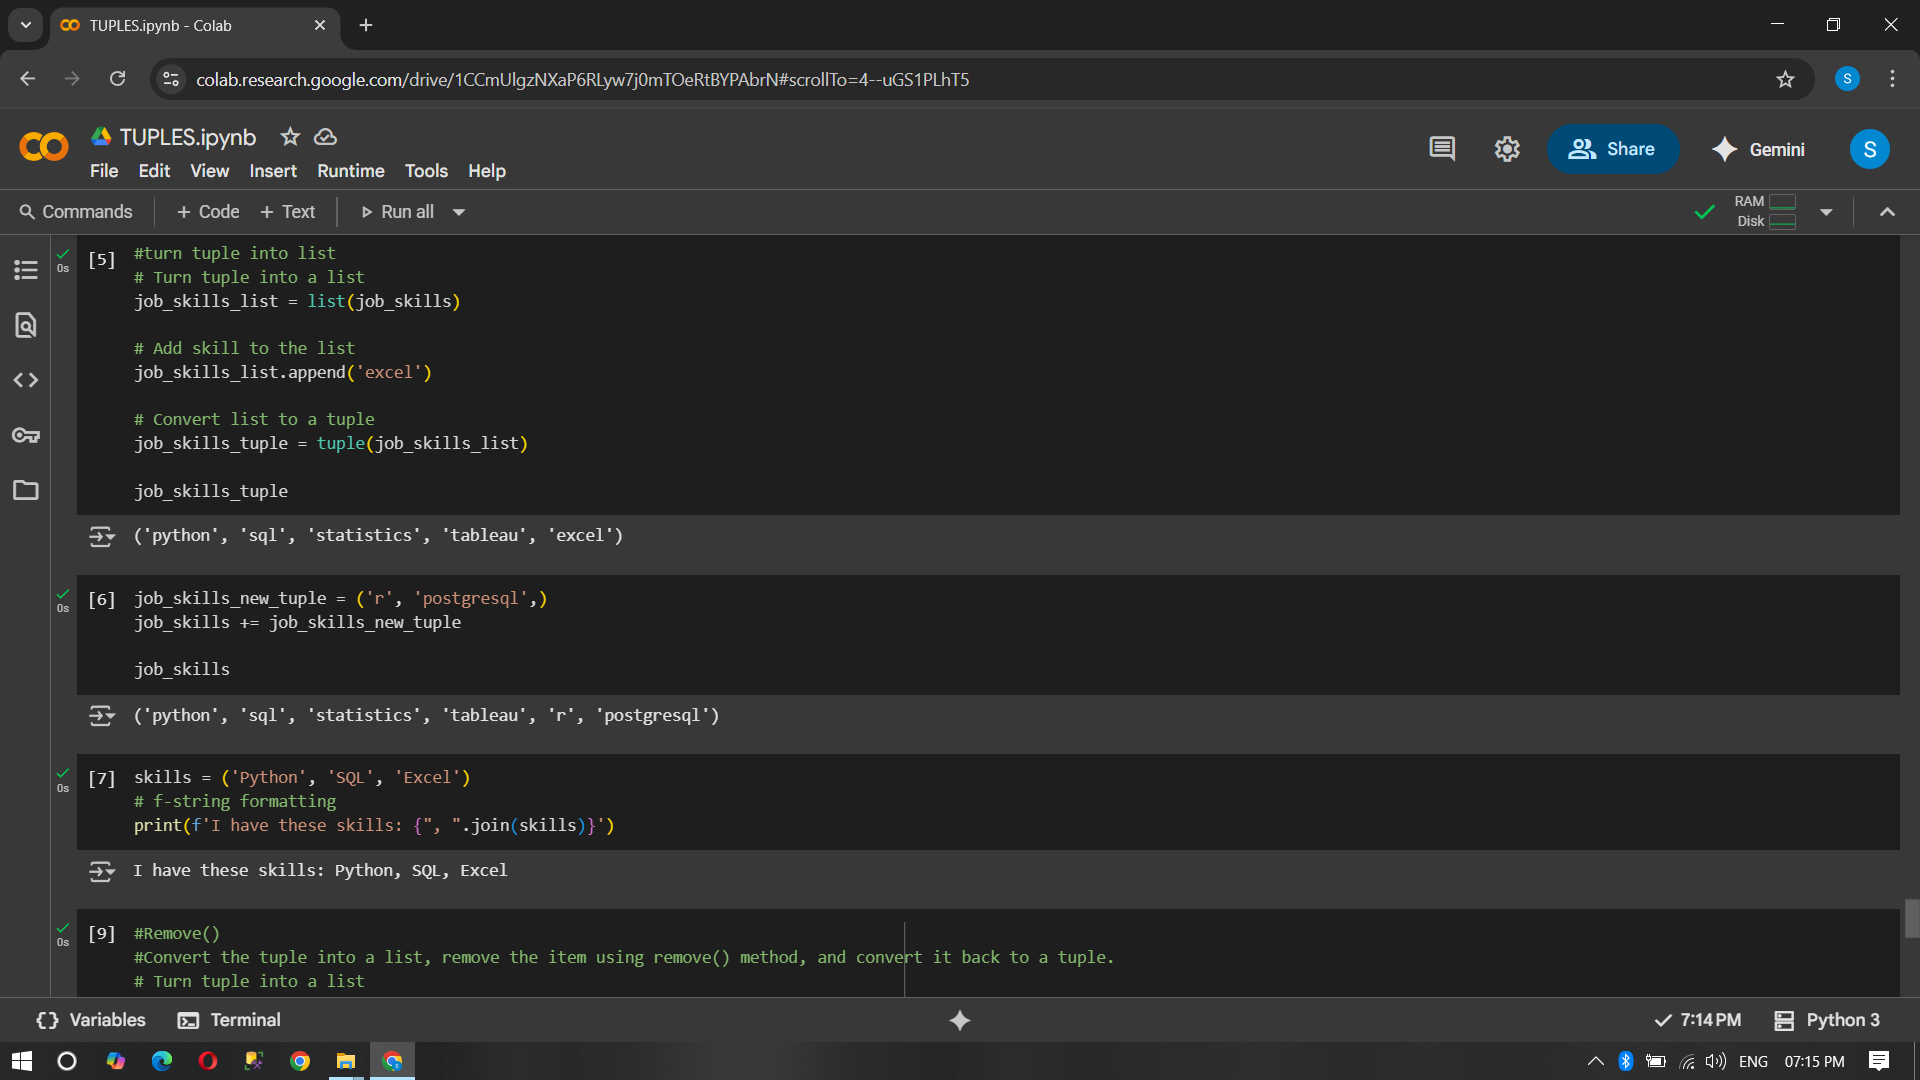 TUPLES.ipynb - Colab
colab.research.google.com/drive/1CCmUlgzNXaP6RLyw7j0mTOeRtBYPAbrN#scrollTo=4--uGS1PLhT5
S
TUPLES.ipynb
File Edit View Insert Runtime Tools Help
Share
Gemini
S
Commands + Code + Text Run all
RAM
Disk
0s
[5] #turn tuple into list
# Turn tuple into a list
job_skills_list = list(job_skills)
# Add skill to the list
job_skills_list.append('excel')
# Convert list to a tuple
job_skills_tuple = tuple(job_skills_list)
job_skills_tuple
('python', 'sql', 'statistics', 'tableau', 'excel')
0s
[6] job_skills_new_tuple = ('r', 'postgresql',)
job_skills += job_skills_new_tuple
job_skills
('python', 'sql', 'statistics', 'tableau', 'r', 'postgresql')
0s
[7] skills = ('Python', 'SQL', 'Excel')
# f-string formatting
print(f'I have these skills: {", ".join(skills)}')
I have these skills: Python, SQL, Excel
0s
[9] #Remove()
#Convert the tuple into a list, remove the item using remove() method, and convert it back to a tuple.
# Turn tuple into a list
Variables Terminal
7:14 PM Python 3
ENG 07:15 PM